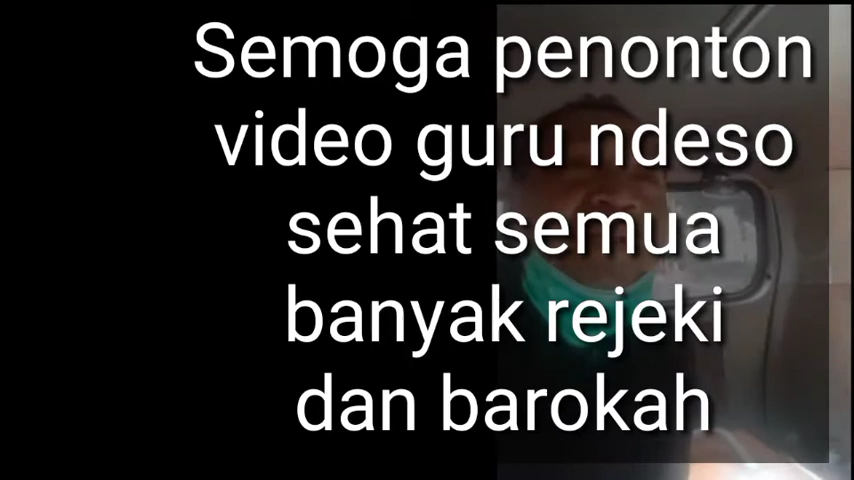 Semoga penonton
video guru ndeso
sehat semua
banyak rejeki
dan barokah